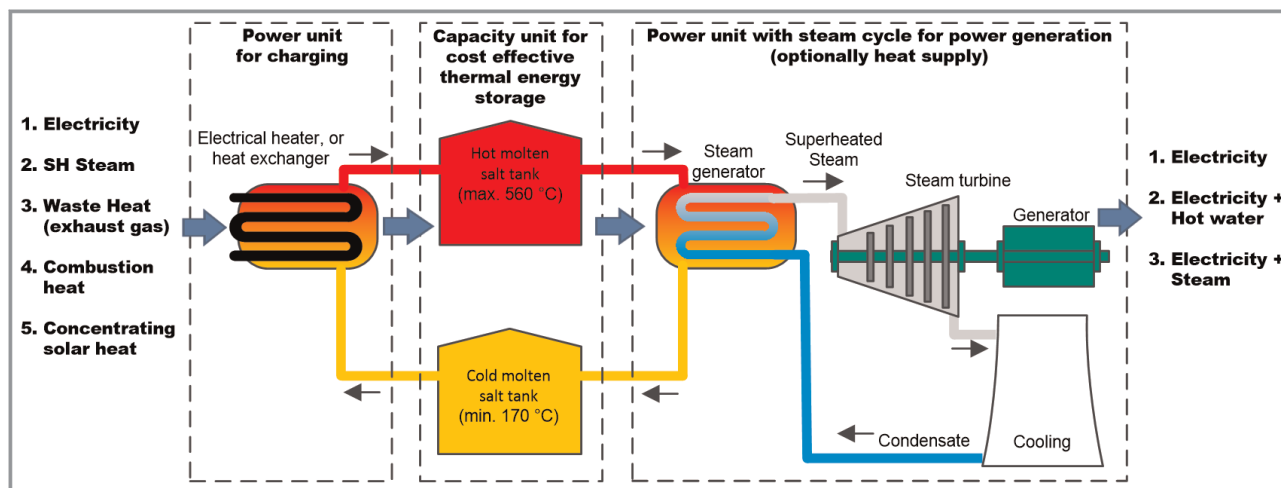 Power unit
for charging
Capacity unit for
cost effective
thermal energy
storage
Power unit with steam cycle for power generation
(optionally heat supply)
1. Electricity
2. SH Steam
3. Waste Heat
(exhaust gas)
4. Combustion
heat
5. Concentrating
solar heat
Electrical heater, or
heat exchanger
Hot molten
salt tank
(max. 560 °C)
Cold molten
salt tank
(min. 170 °C)
Steam
generator
Superheated
Steam
Steam turbine
Generator
Condensate
Cooling
1. Electricity
2. Electricity +
Hot water
3. Electricity +
Steam